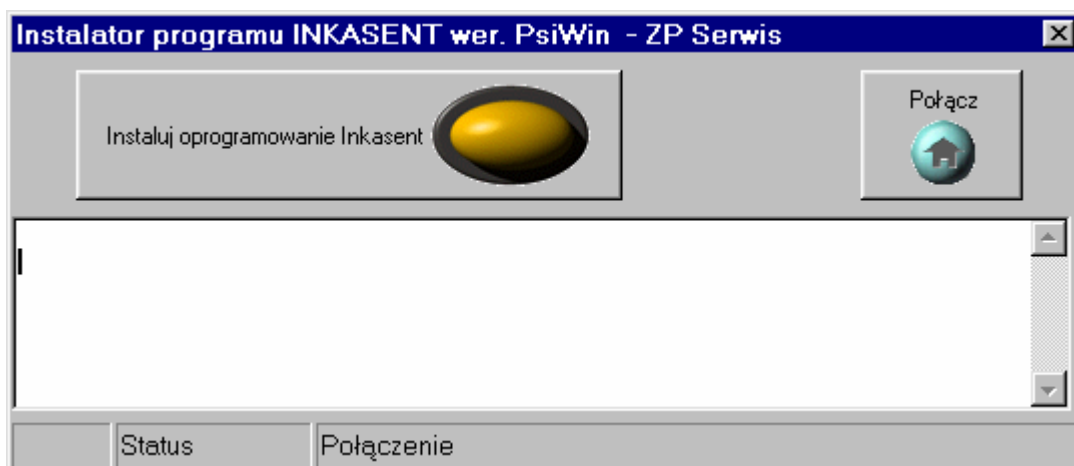 Instalator programu INKASENT wer. PsiWin - ZP Serwis
Instaluj oprogramowanie Inkasent
Połącz
Status
Połączenie